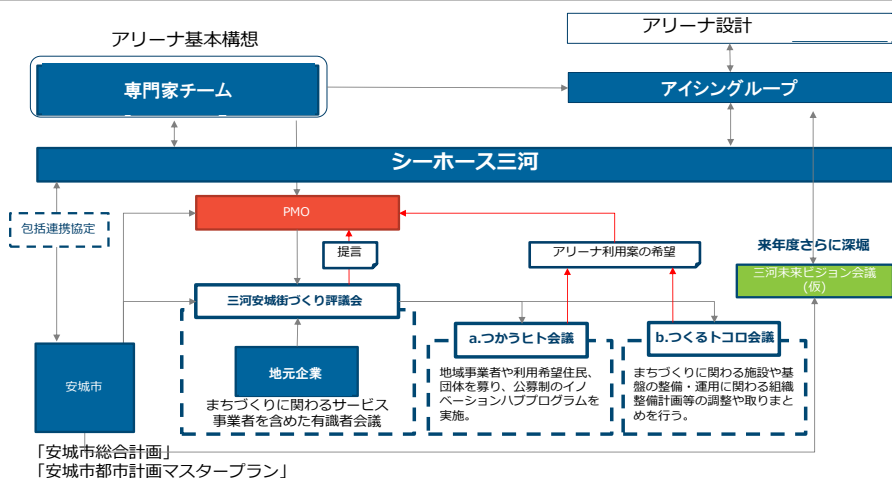 アリーナ基本構想
アリーナ設計
専門家チーム
アイシングループ
シーホース三河
包括連携協定
PMO
提言
アリーナ利用案の希望
来年度さらに深堀
三河未来ビジョン会議
(仮)
三河安城街づくり評議会
a.つかうヒト会議
b.つくるトコロ会議
安城市
地元企業
まちづくりに関わるサービス
事業者を含めた有識者会議
地域事業者や利用希望住民、
団体を募り、公募制のイノ
ベーションハブプログラムを
実施。
まちづくりに関わる施設や基
盤の整備・運用に関わる組織
整備計画等の調整や取りまと
めを行う。
「安城市総合計画」
「安城市都市計画マスタープラン」